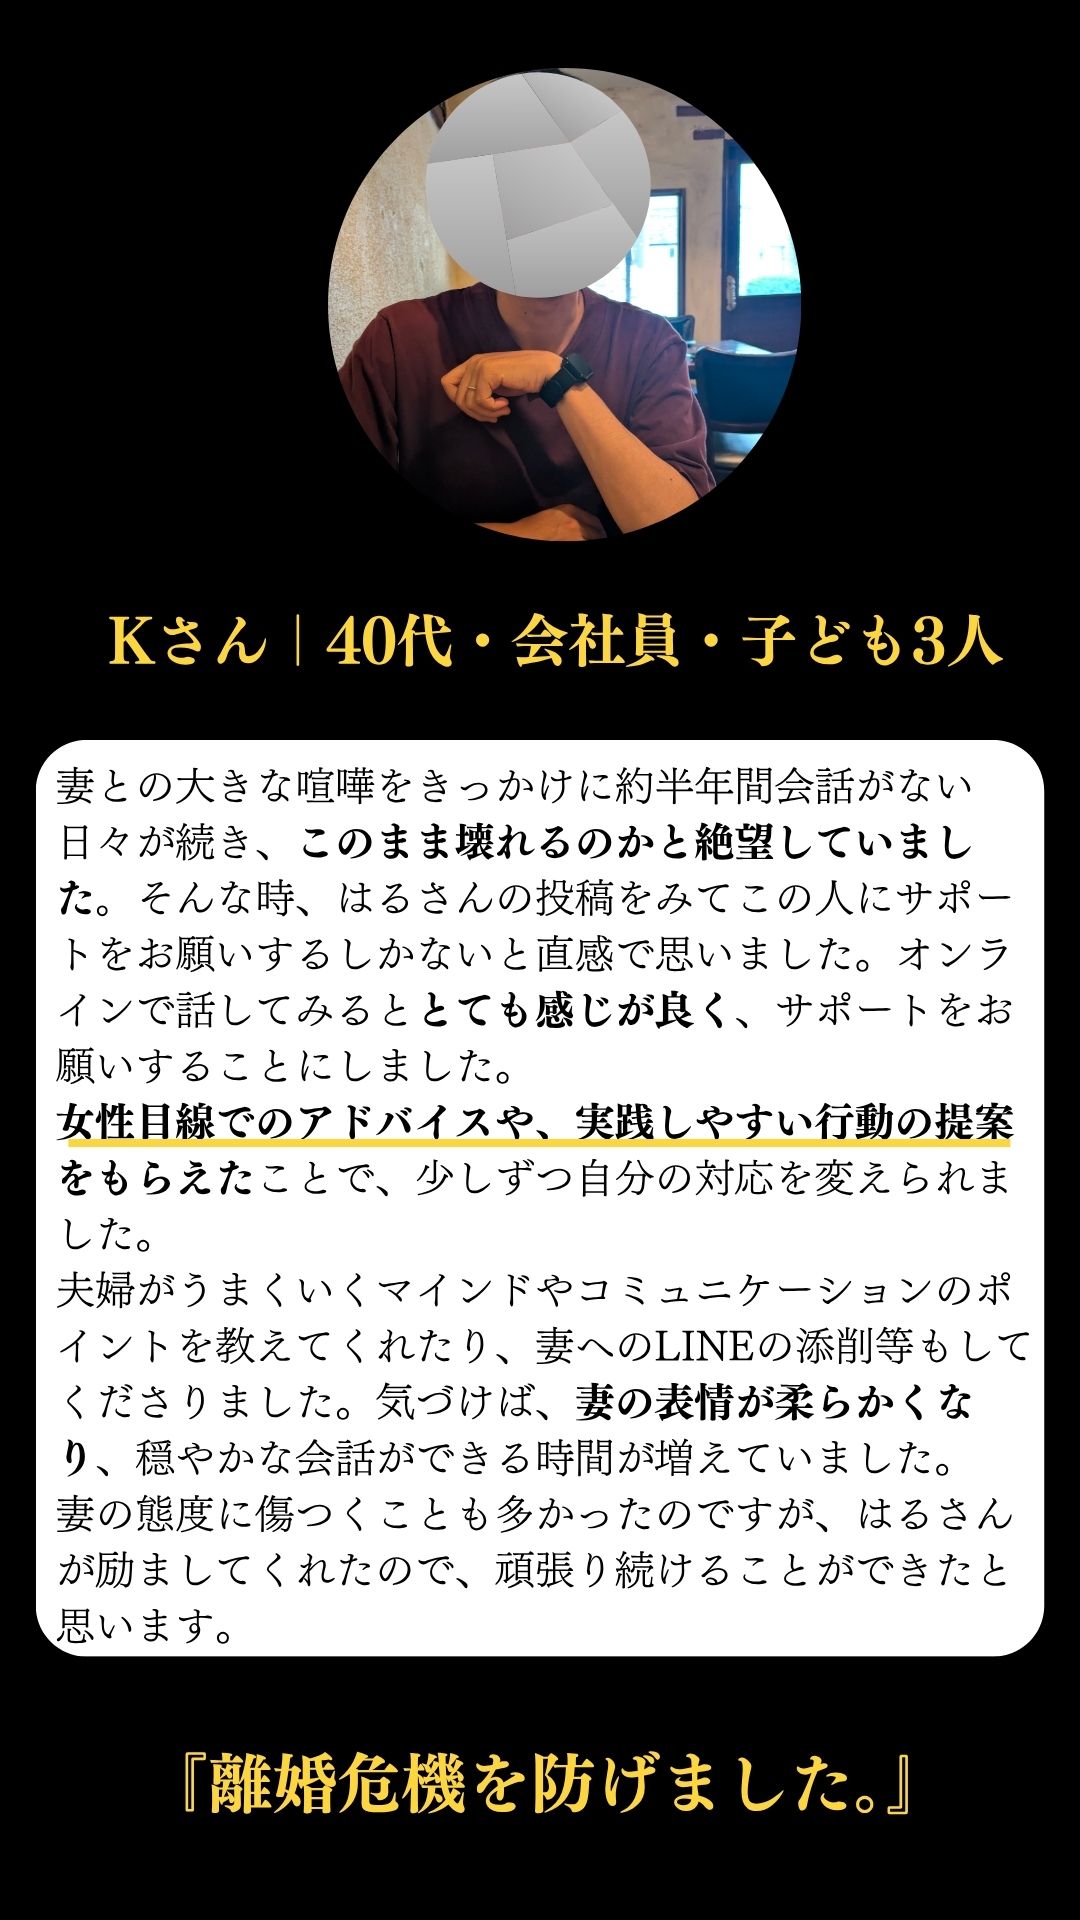 Kさん｜40代・会社員・子ども3人
妻との大きな喧嘩をきっかけに約半年間会話がない
日々が続き、このまま壊れるのかと絶望していまし
た。そんな時、はるさんの投稿をみてこの人にサポー
トをお願いするしかないと直感で思いました。オンラ
インで話してみるととても感じが良く、サポートをお
願いすることにしました。
女性目線でのアドバイスや、実践しやすい行動の提案
をもらえたことで、少しずつ自分の対応を変えられま
した。
夫婦がうまくいくマインドやコミュニケーションのポ
イントを教えてくれたり、妻へのLINEの添削等もして
くださりました。気づけば、妻の表情が柔らかくな
り、穏やかな会話ができる時間が増えていました。
妻の態度に傷つくことも多かったのですが、はるさん
が励ましてくれたので、頑張り続けることができたと
思います。
『離婚危機を防げました。』